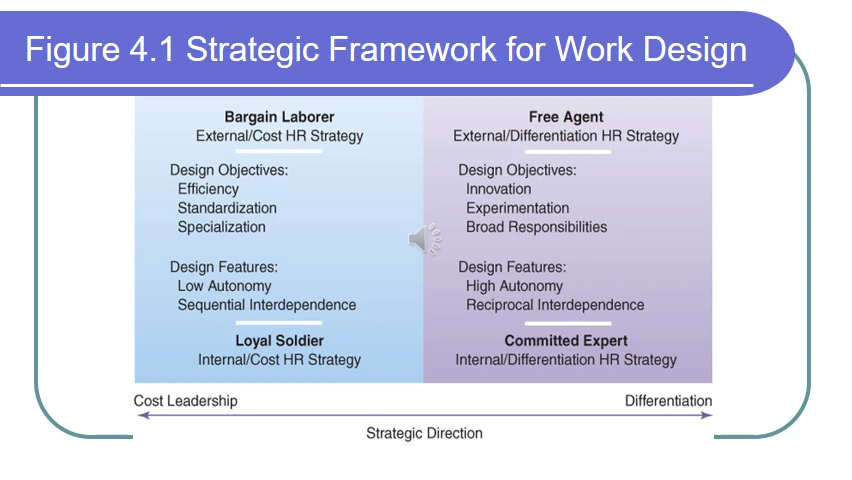 Figure 4.1 Strategic Framework for Work Design
Bargain Laborer
External/Cost HR Strategy
Design Objectives:
Efficiency
Standardization
Specialization
Design Features:
Low Autonomy
Sequential Interdependence
Loyal Soldier
Internal/Cost HR Strategy
Free Agent
External/Differentiation HR Strategy
Design Objectives:
Innovation
Experimentation
Broad Responsibilities
Design Features:
High Autonomy
Reciprocal Interdependence
Committed Expert
Internal/Differentiation HR Strategy
Cost Leadership
Differentiation
Strategic Direction